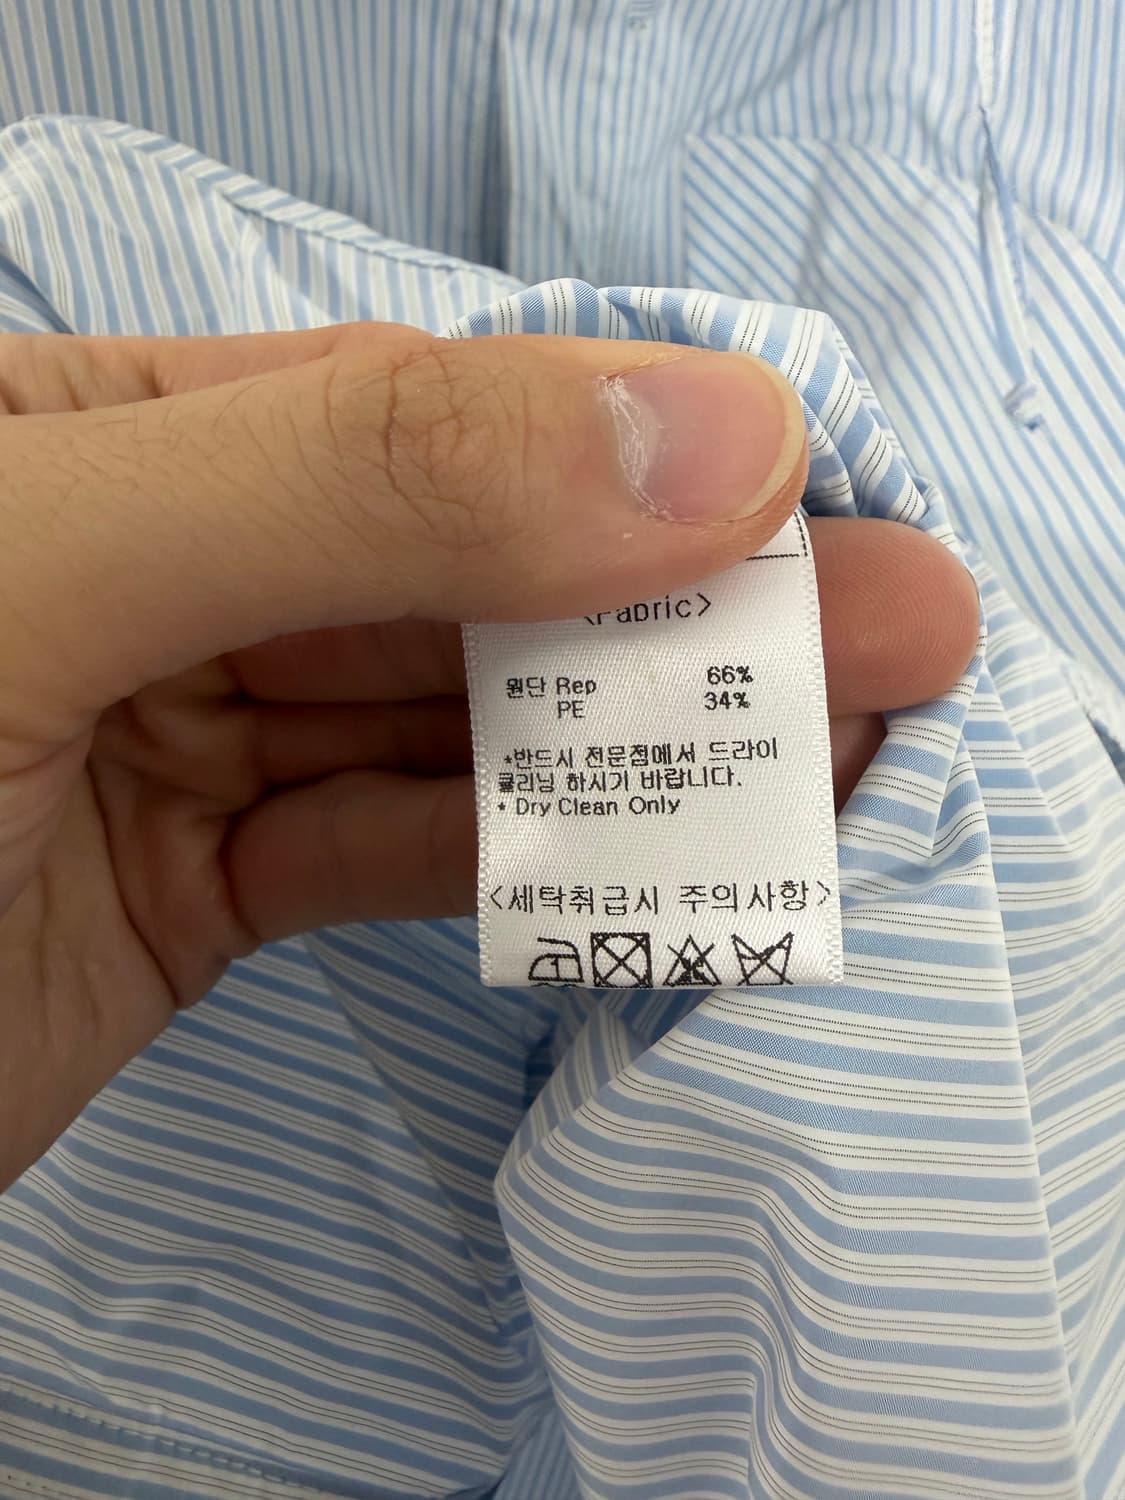 <Fabric>
원단 Rep 66%
PE 34%
*반드시 전문점에서 드라이
클리닝 하시기 바랍니다.
* Dry Clean Only
<세탁취급시 주의사항>